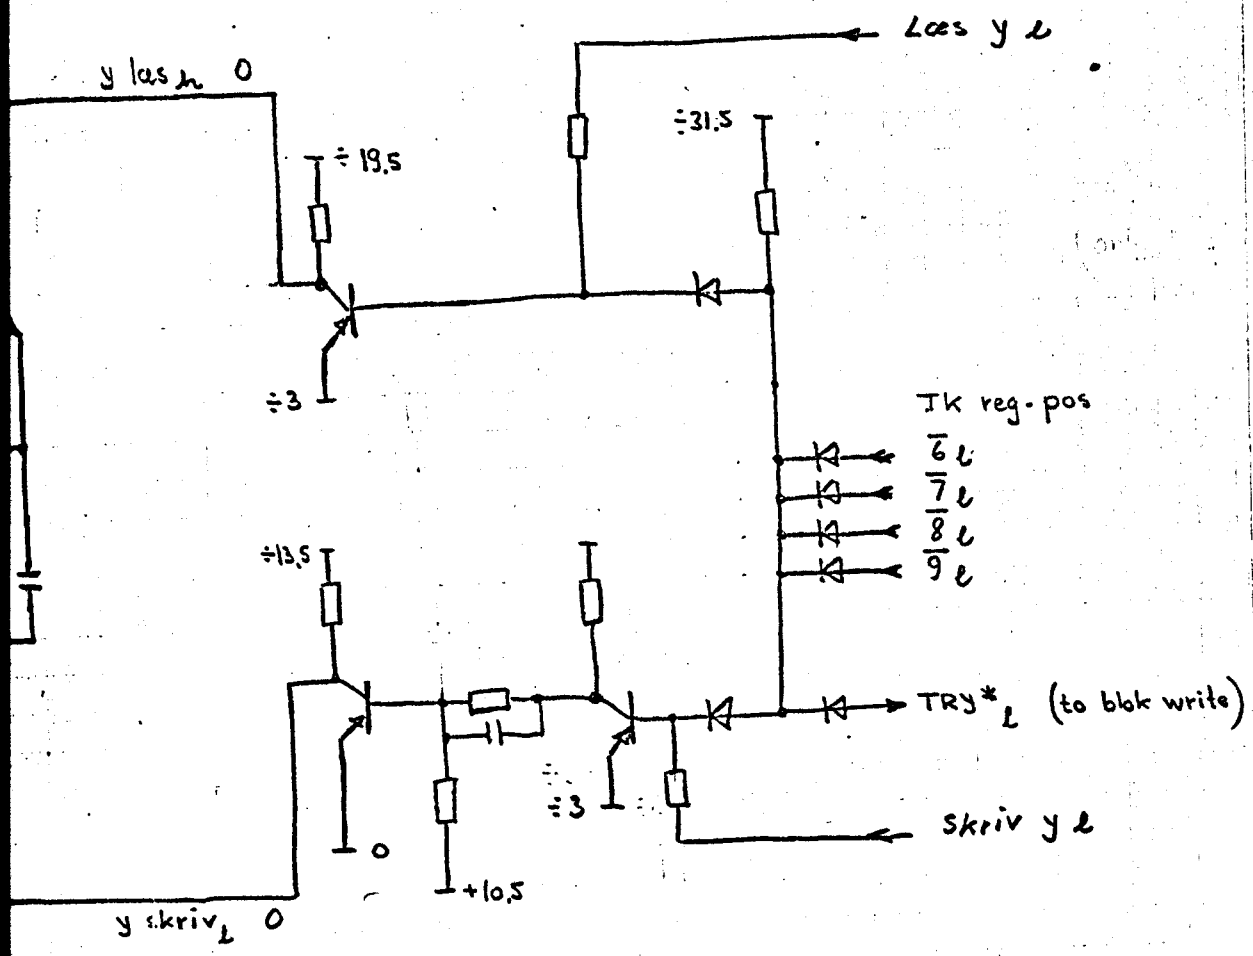 Læs y l
y læs h 0
÷31,5
÷19,5
÷3
IK reg.pos
6̅ l
7̅ l
8̅ l
9̅ l
÷13,5
TRY* l (to blok write)
÷3
Skriv y l
0
+10,5
y skriv l 0